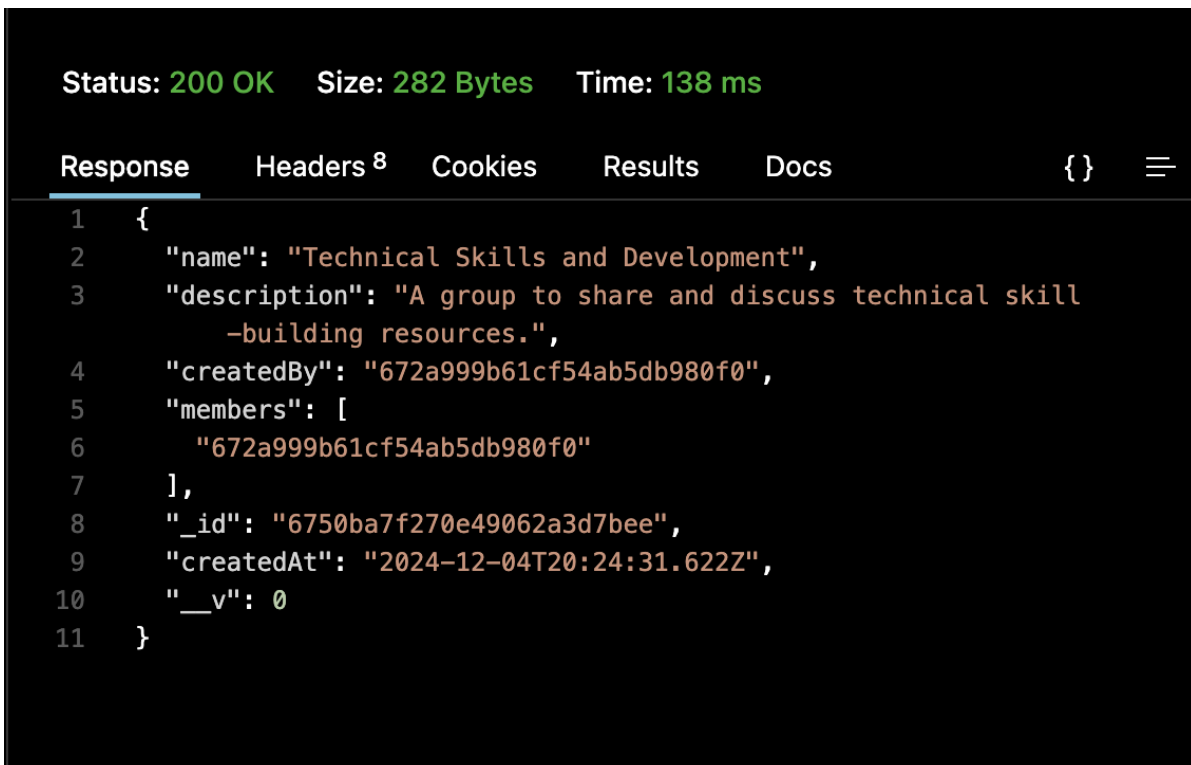 Status: 200 OK Size: 282 Bytes Time: 138 ms
Response Headers 8 Cookies Results Docs {}
1 {
2 "name": "Technical Skills and Development",
3 "description": "A group to share and discuss technical skill
-building resources.",
4 "createdBy": "672a999b61cf54ab5db980f0",
5 "members": [
6 "672a999b61cf54ab5db980f0"
7 ],
8 "_id": "6750ba7f270e49062a3d7bee",
9 "createdAt": "2024-12-04T20:24:31.622Z",
10 "__v": 0
11 }